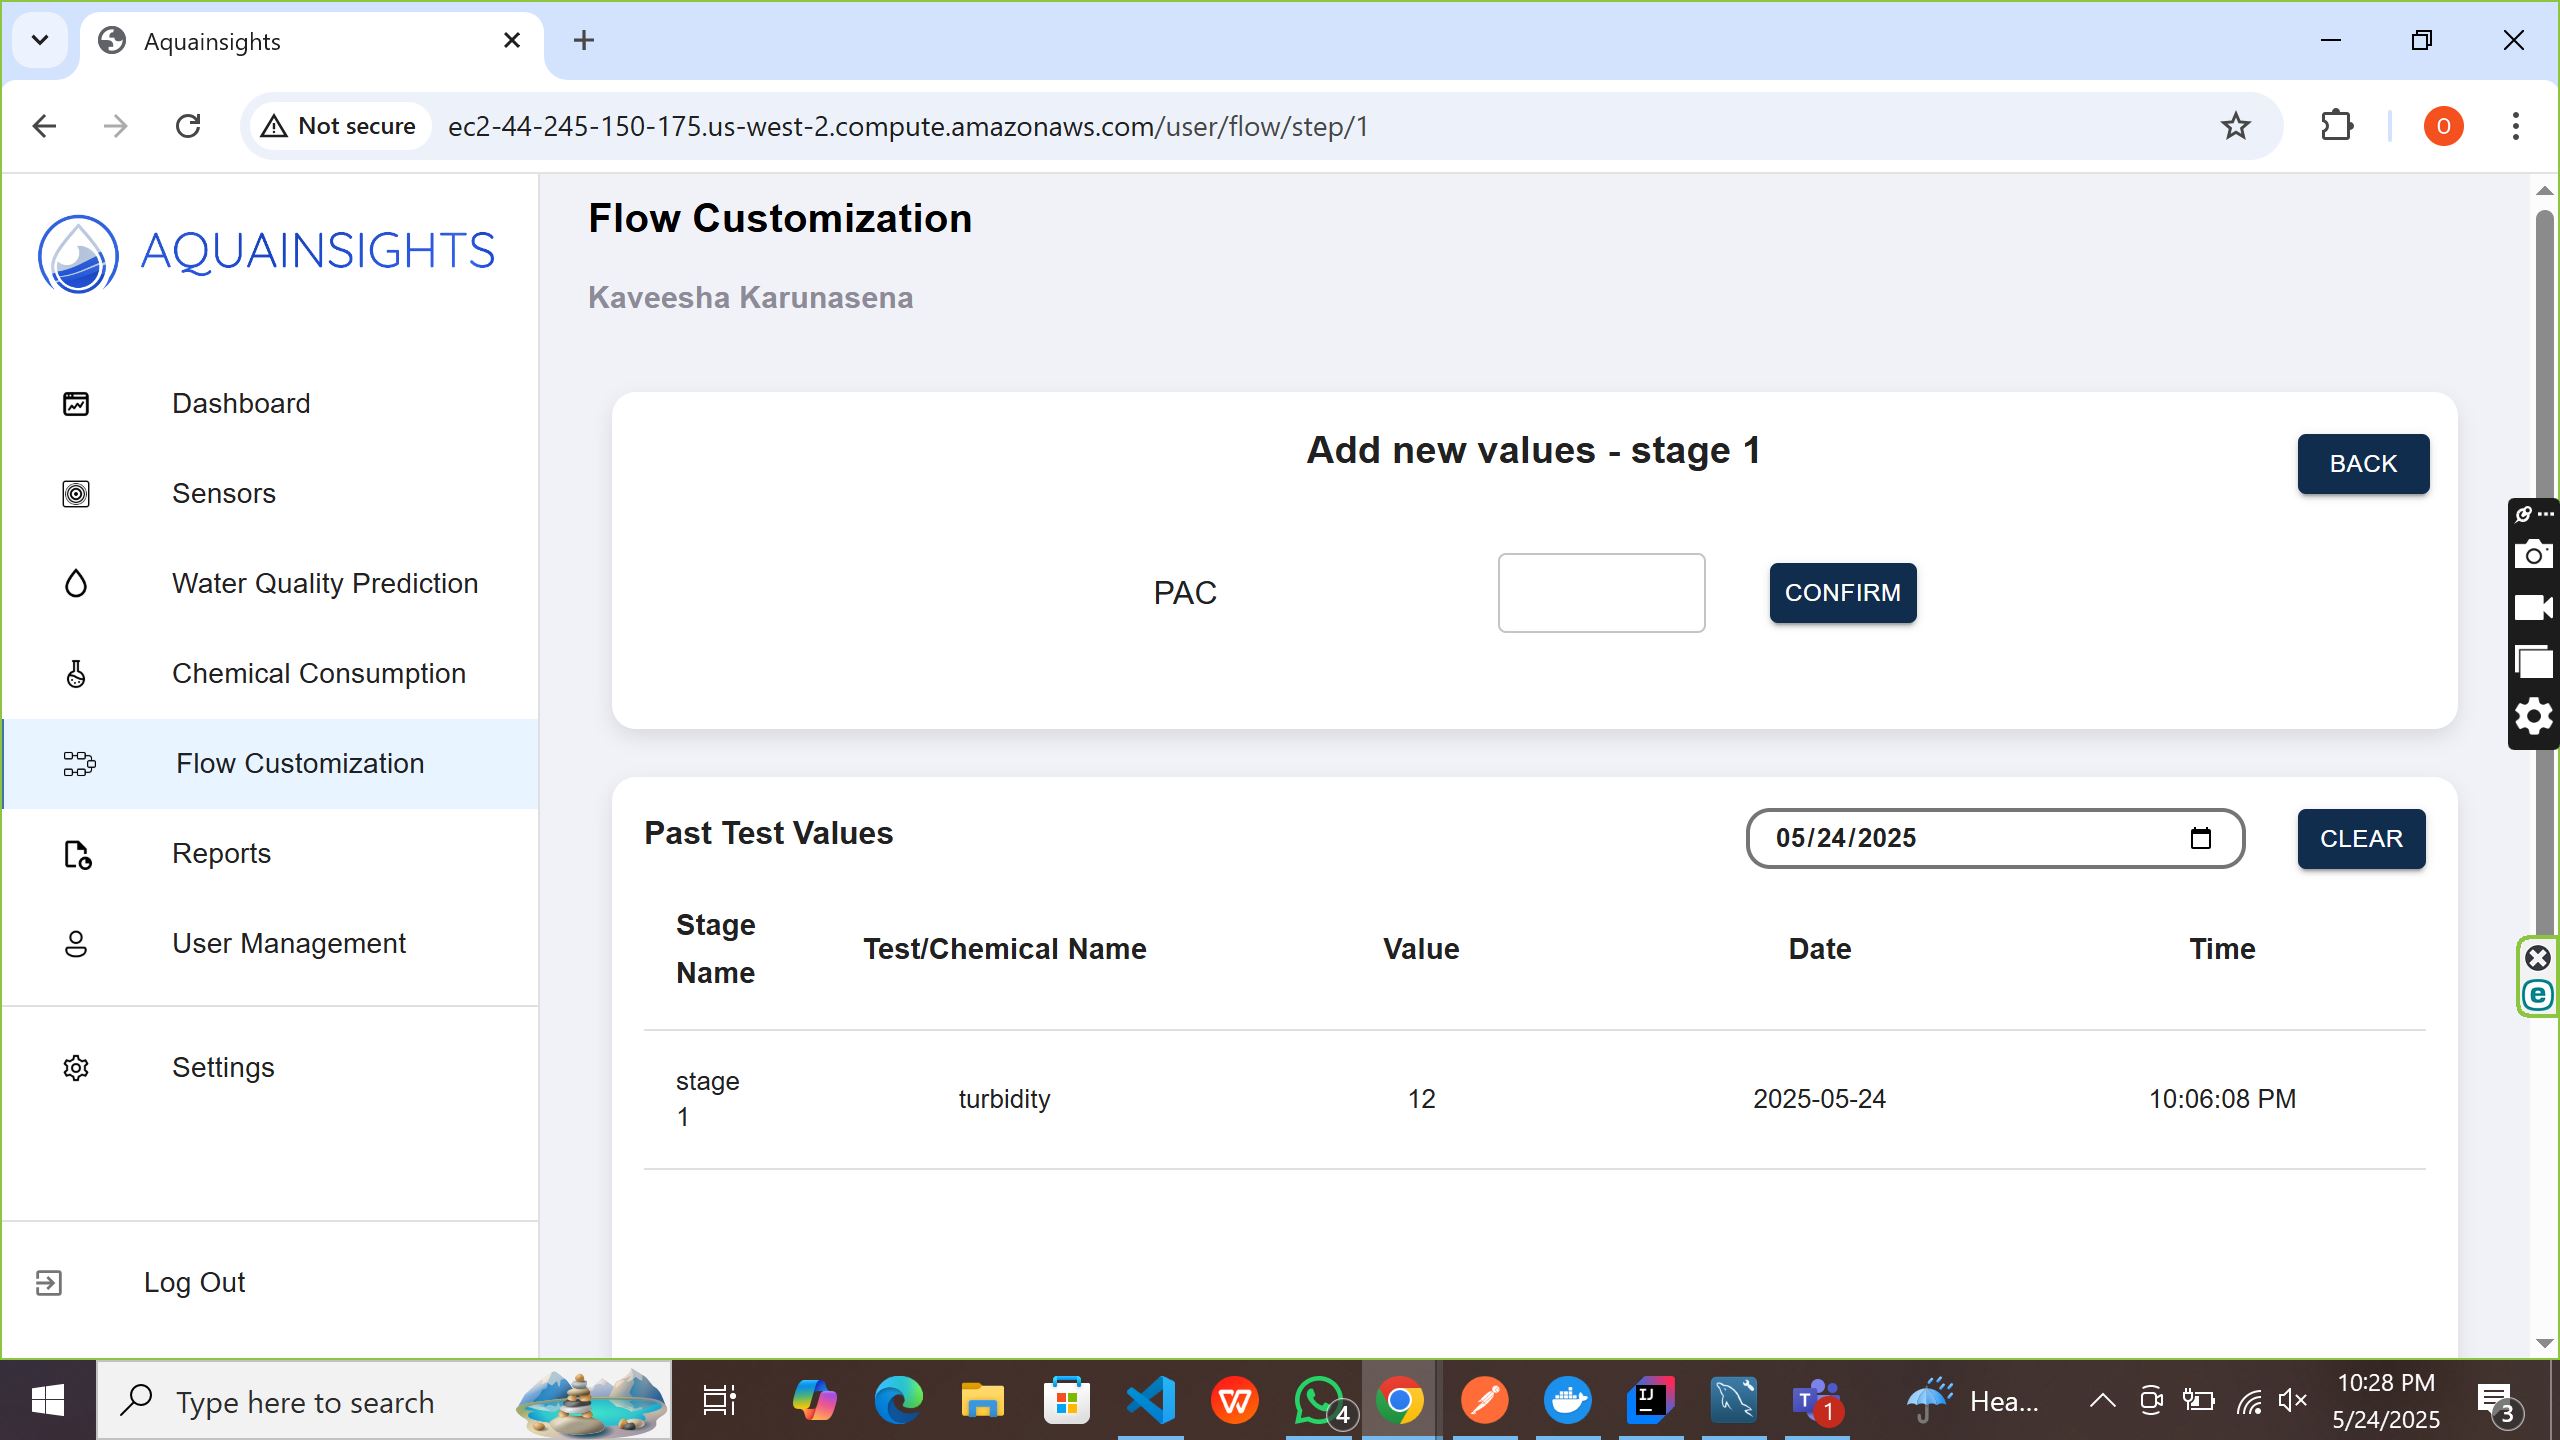 Aquainsights
Not secure
ec2-44-245-150-175.us-west-2.compute.amazonaws.com/user/flow/step/1
O
AQUAINSIGHTS
Dashboard
Sensors
Water Quality Prediction
Chemical Consumption
Flow Customization
Reports
User Management
Settings
Log Out
Flow Customization
Kaveesha Karunasena
Add new values - stage 1
BACK
PAC
CONFIRM
Past Test Values
05/24/2025
CLEAR
Stage
Name
Test/Chemical Name
Value
Date
Time
stage
1
turbidity
12
2025-05-24
10:06:08 PM
e
Type here to search
W
4
IJ
T
1
Hea...
10:28 PM
5/24/2025
3